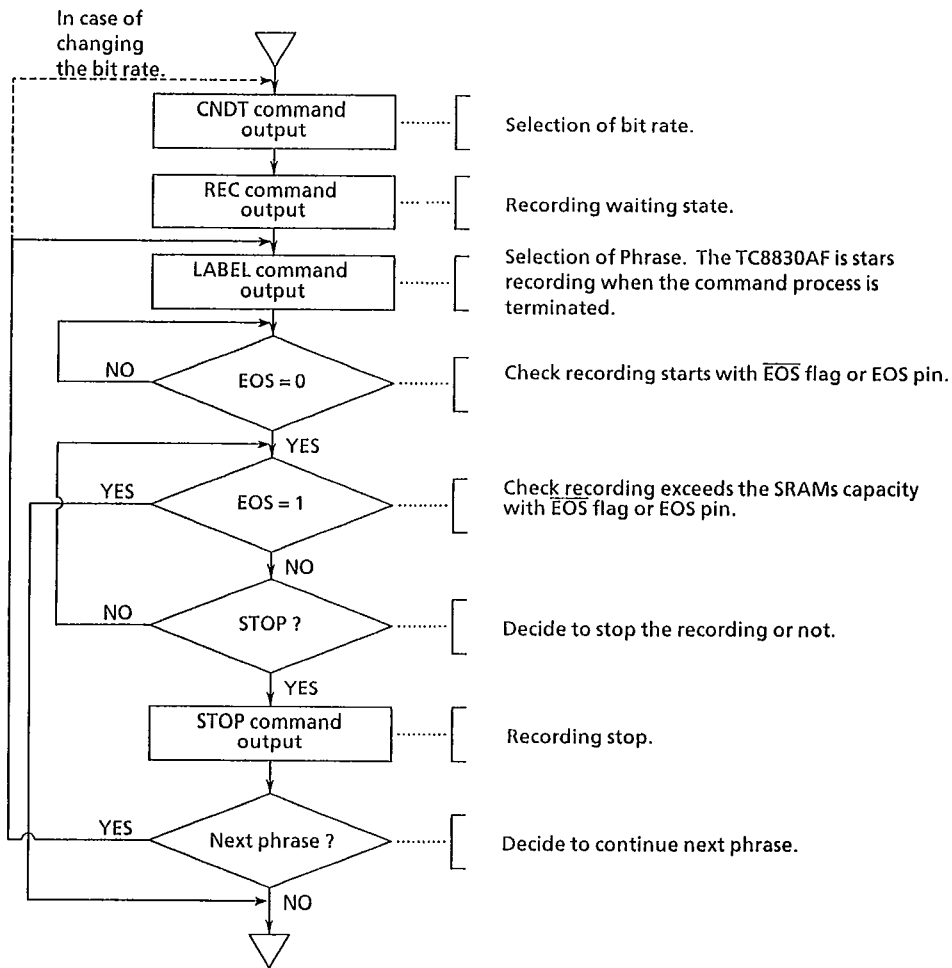 In case of
changing
the bit rate.
CNDT command
output
Selection of bit rate.
REC command
output
Recording waiting state.
LABEL command
output
Selection of Phrase. The TC8830AF is stars
recording when the command process is
terminated.
NO
EOS = 0
Check recording starts with E̅O̅S̅ flag or EOS pin.
YES
YES
EOS = 1
Check recording exceeds the SRAMs capacity
with E̅O̅S̅ flag or EOS pin.
NO
NO
STOP ?
Decide to stop the recording or not.
YES
STOP command
output
Recording stop.
YES
Next phrase ?
Decide to continue next phrase.
NO